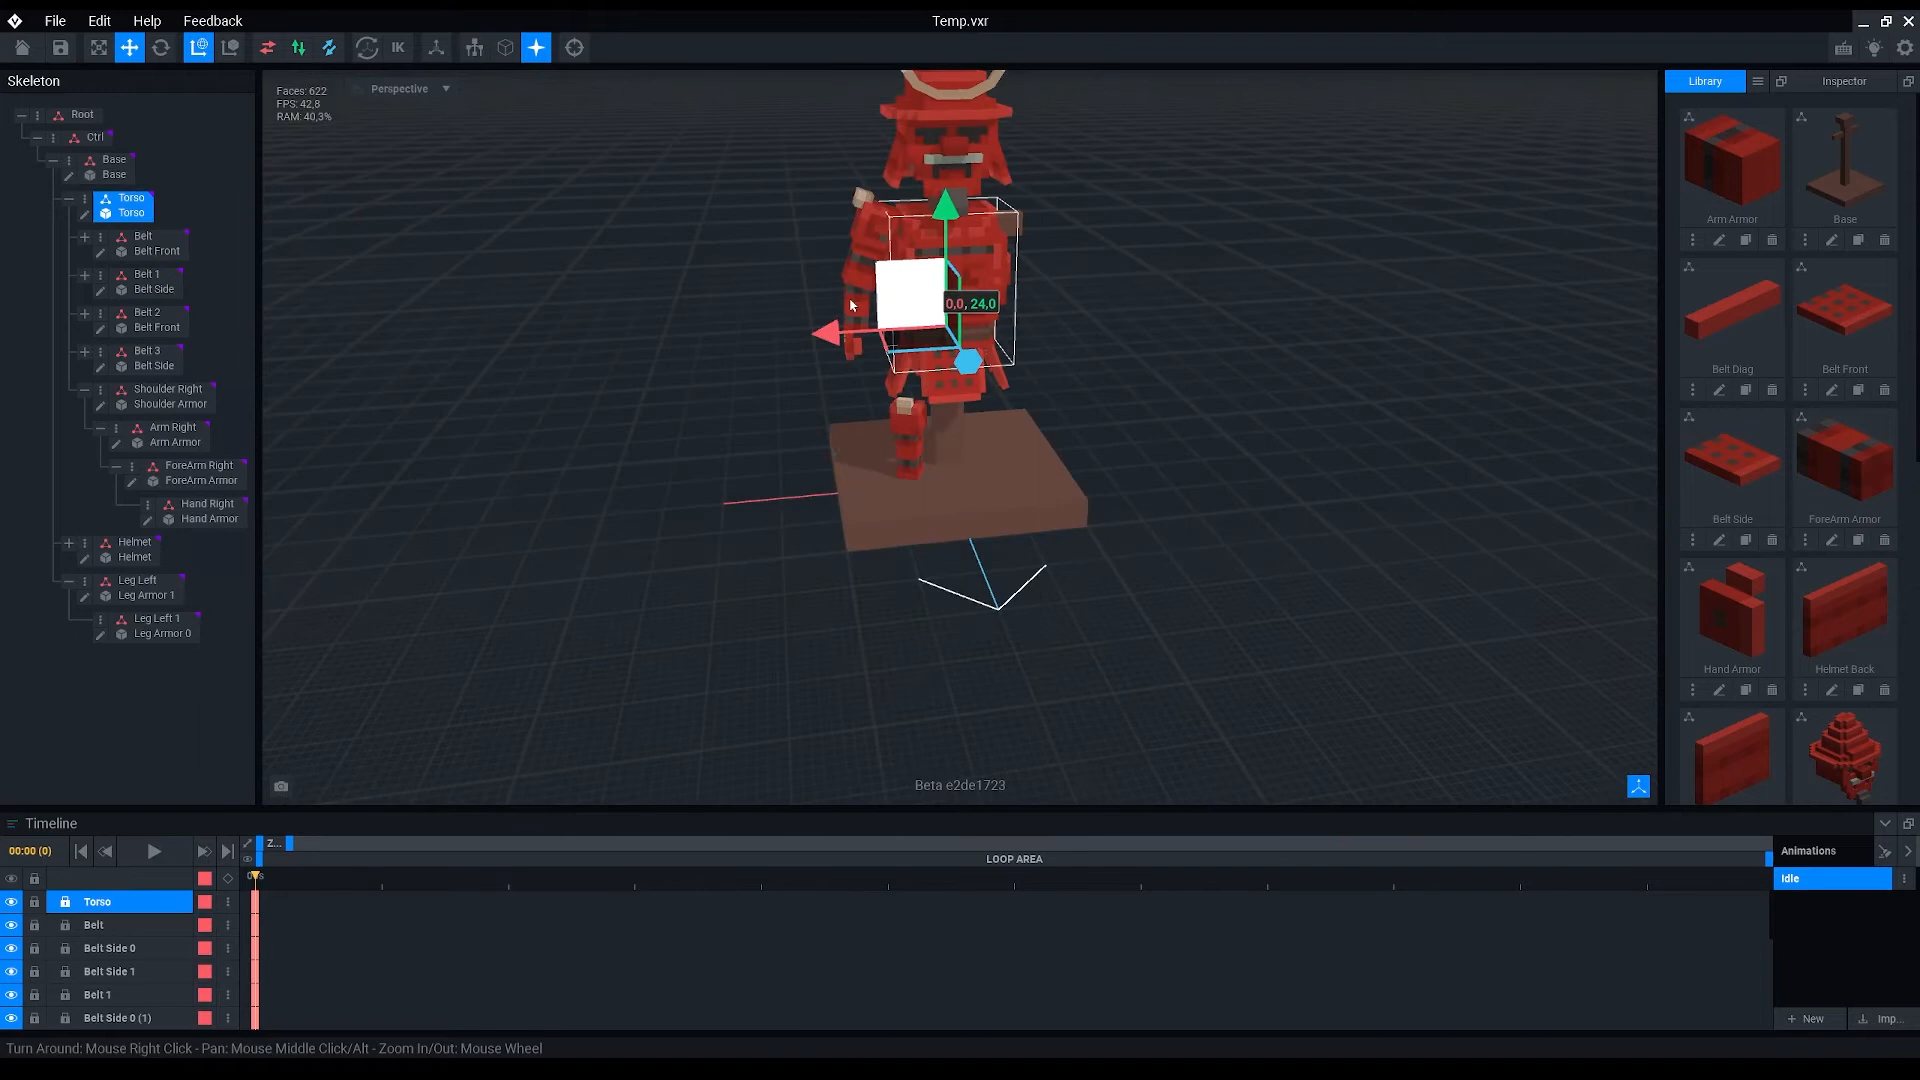 File Edit Help Feedback
Temp.vxr
IK
Skeleton
Root
Ctrl
Base
Base
Torso
Torso
Belt
Belt Front
Belt 1
Belt Side
Belt 2
Belt Front
Belt 3
Belt Side
Shoulder Right
Shoulder Armor
Arm Right
Arm Armor
ForeArm Right
ForeArm Armor
Hand Right
Hand Armor
Helmet
Helmet
Leg Left
Leg Armor 1
Leg Left 1
Leg Armor 0
Faces: 622
FPS: 42,8
RAM: 40,3%
Perspective
0,0, 24,0
Beta e2de1723
Library
Inspector
Arm Armor
Base
Belt Diag
Belt Front
Belt Side
ForeArm Armor
Hand Armor
Helmet Back
Timeline
00:00 (0)
Z...
LOOP AREA
Torso
Belt
Belt Side 0
Belt Side 1
Belt 1
Belt Side 0 (1)
Animations
Idle
New
Imp...
Turn Around: Mouse Right Click - Pan: Mouse Middle Click/Alt - Zoom In/Out: Mouse Wheel